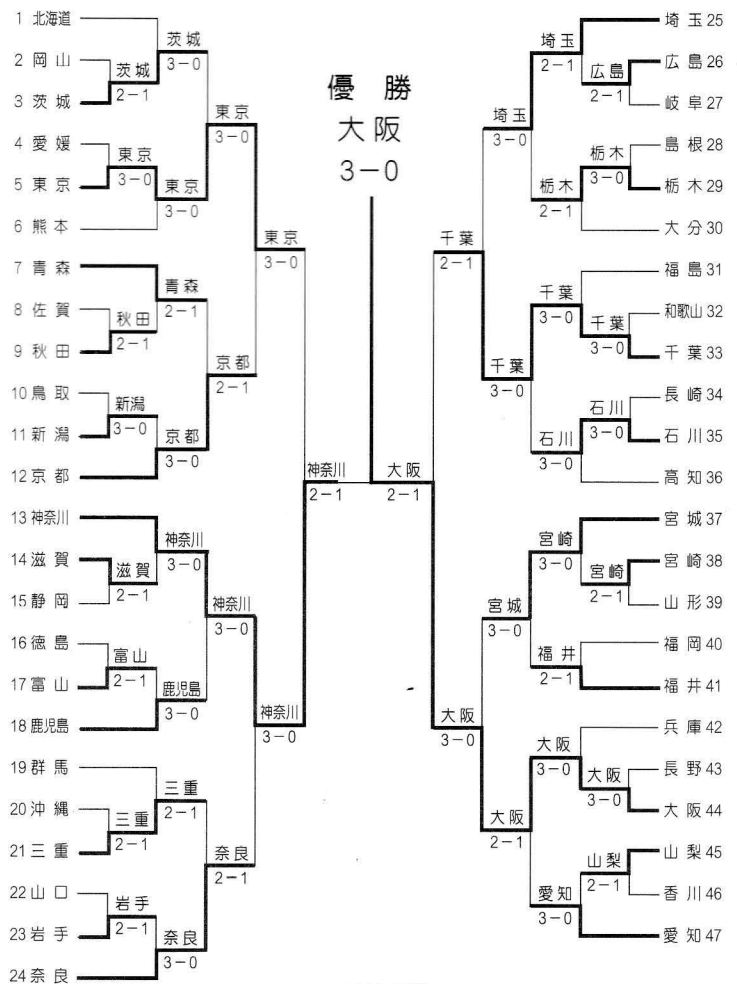 優勝
大阪
3-0
1 北海道
2 岡山
3 茨城
4 愛媛
5 東京
6 熊本
7 青森
8 佐賀
9 秋田
10 鳥取
11 新潟
12 京都
13 神奈川
14 滋賀
15 静岡
16 徳島
17 富山
18 鹿児島
19 群馬
20 沖縄
21 三重
22 山口
23 岩手
24 奈良
茨城
2-1
東京
3-0
秋田
2-1
新潟
3-0
滋賀
2-1
富山
2-1
三重
2-1
岩手
2-1
茨城
3-0
東京
3-0
青森
2-1
京都
3-0
神奈川
3-0
鹿児島
3-0
三重
2-1
奈良
3-0
東京
3-0
京都
2-1
神奈川
3-0
奈良
2-1
東京
3-0
神奈川
3-0
神奈川
2-1
大阪
2-1
千葉
2-1
大阪
3-0
埼玉
3-0
千葉
3-0
宮城
3-0
大阪
2-1
埼玉
2-1
栃木
2-1
千葉
3-0
石川
3-0
宮崎
3-0
福井
2-1
大阪
3-0
愛知
3-0
広島
2-1
栃木
3-0
千葉
3-0
石川
3-0
宮崎
2-1
大阪
3-0
山梨
2-1
埼玉 25
広島 26
岐阜 27
島根 28
栃木 29
大分 30
福島 31
和歌山 32
千葉 33
長崎 34
石川 35
高知 36
宮城 37
宮崎 38
山形 39
福岡 40
福井 41
兵庫 42
長野 43
大阪 44
山梨 45
香川 46
愛知 47